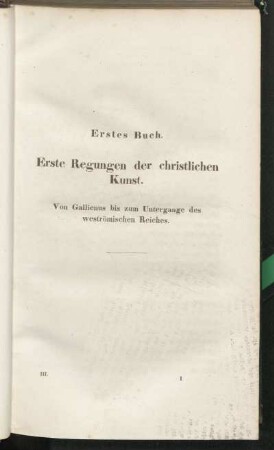 Erstes Buch.
Erste Regungen der christlichen
Kunst.
Von Gallienus bis zum Untergange des
weströmischen Reiches.
III. 1